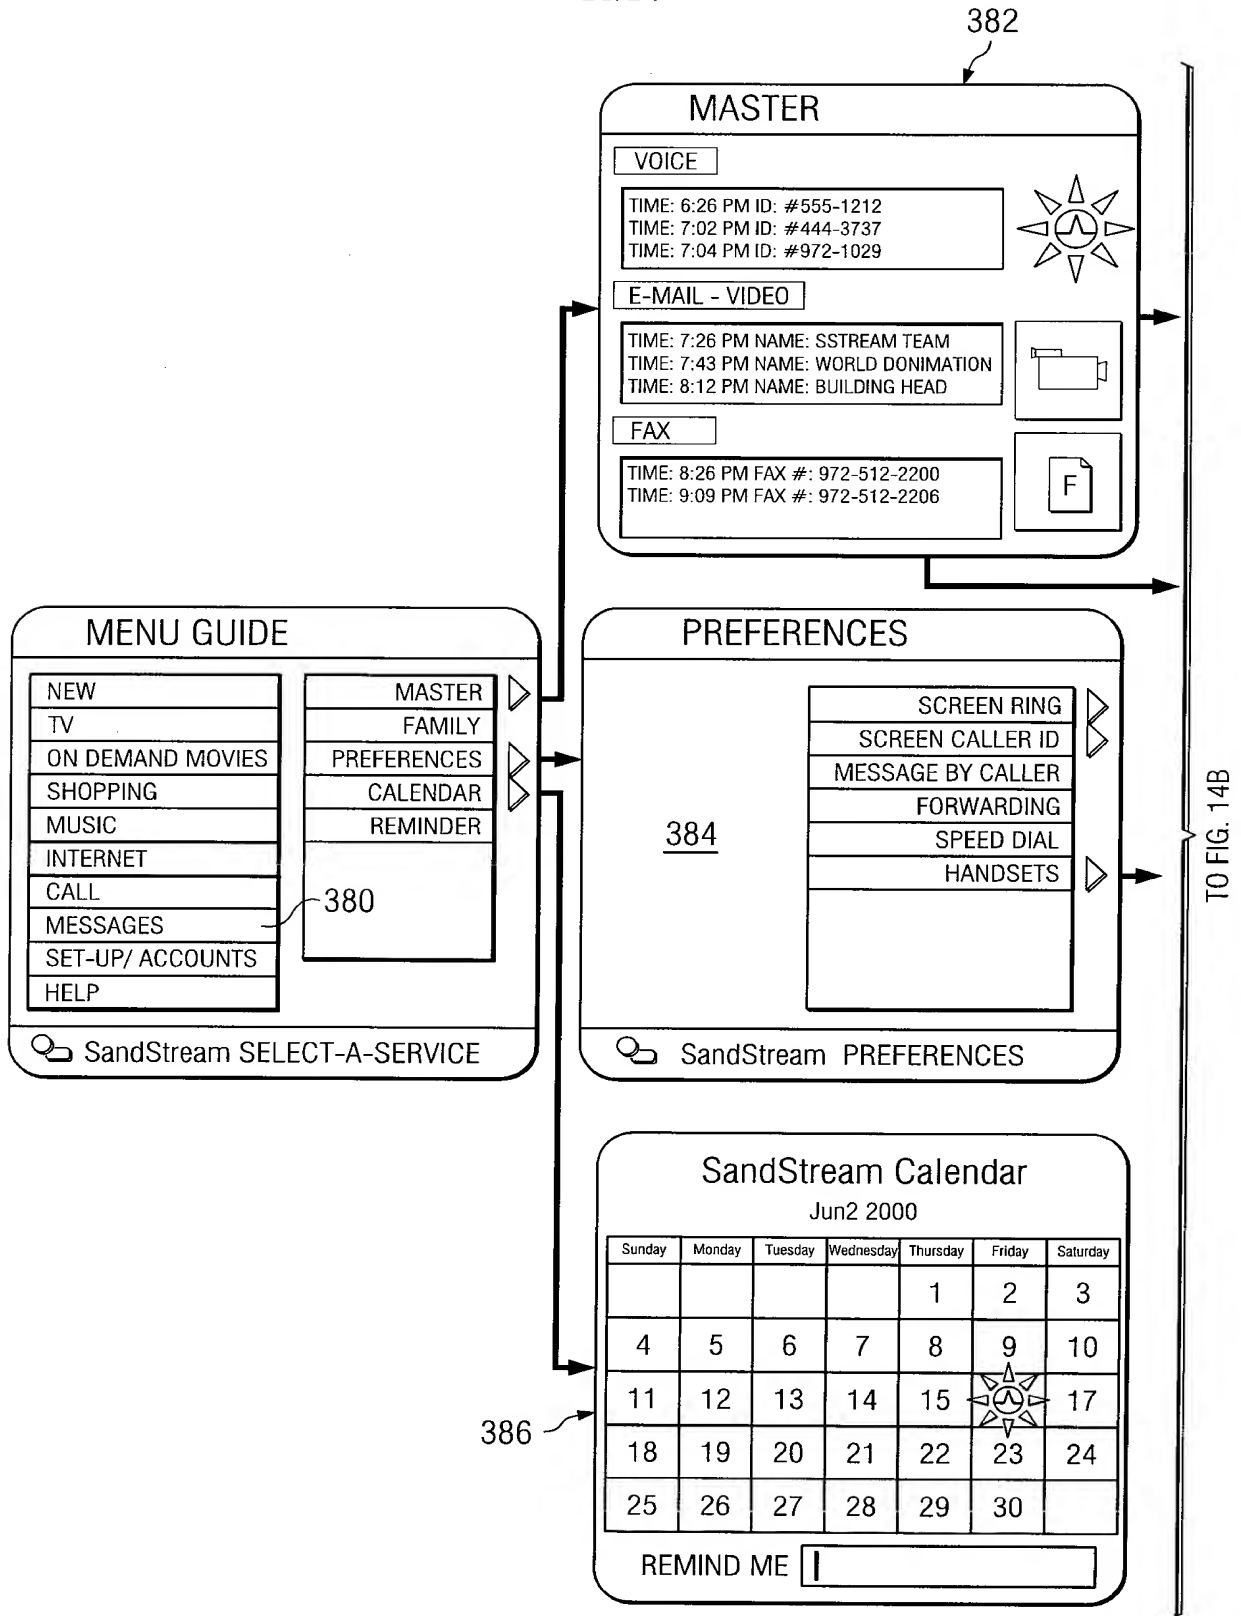 382
MASTER
VOICE
TIME: 6:26 PM ID: #555-1212
TIME: 7:02 PM ID: #444-3737
TIME: 7:04 PM ID: #972-1029
E-MAIL - VIDEO
TIME: 7:26 PM NAME: SSTREAM TEAM
TIME: 7:43 PM NAME: WORLD DONIMATION
TIME: 8:12 PM NAME: BUILDING HEAD
FAX
TIME: 8:26 PM FAX #: 972-512-2200
TIME: 9:09 PM FAX #: 972-512-2206
F
MENU GUIDE
NEW
TV
ON DEMAND MOVIES
SHOPPING
MUSIC
INTERNET
CALL
MESSAGES
SET-UP/ ACCOUNTS
HELP
380
MASTER
FAMILY
PREFERENCES
CALENDAR
REMINDER
SandStream SELECT-A-SERVICE
PREFERENCES
384
SCREEN RING
SCREEN CALLER ID
MESSAGE BY CALLER
FORWARDING
SPEED DIAL
HANDSETS
SandStream PREFERENCES
TO FIG. 14B
386
SandStream Calendar
Jun2 2000
Sunday Monday Tuesday Wednesday Thursday Friday Saturday
1 2 3
4 5 6 7 8 9 10
11 12 13 14 15 17
18 19 20 21 22 23 24
25 26 27 28 29 30
REMIND ME